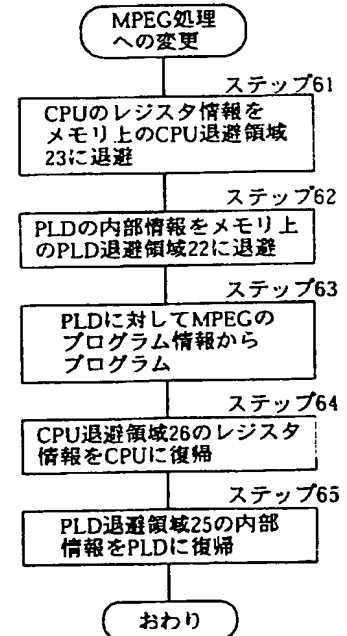 MPEG処理
への変更
ステップ61
CPUのレジスタ情報を
メモリ上のCPU退避領域
23に退避
ステップ62
PLDの内部情報をメモリ上
のPLD退避領域22に退避
ステップ63
PLDに対してMPEGの
プログラム情報から
プログラム
ステップ64
CPU退避領域26のレジスタ
情報をCPUに復帰
ステップ65
PLD退避領域25の内部
情報をPLDに復帰
おわり